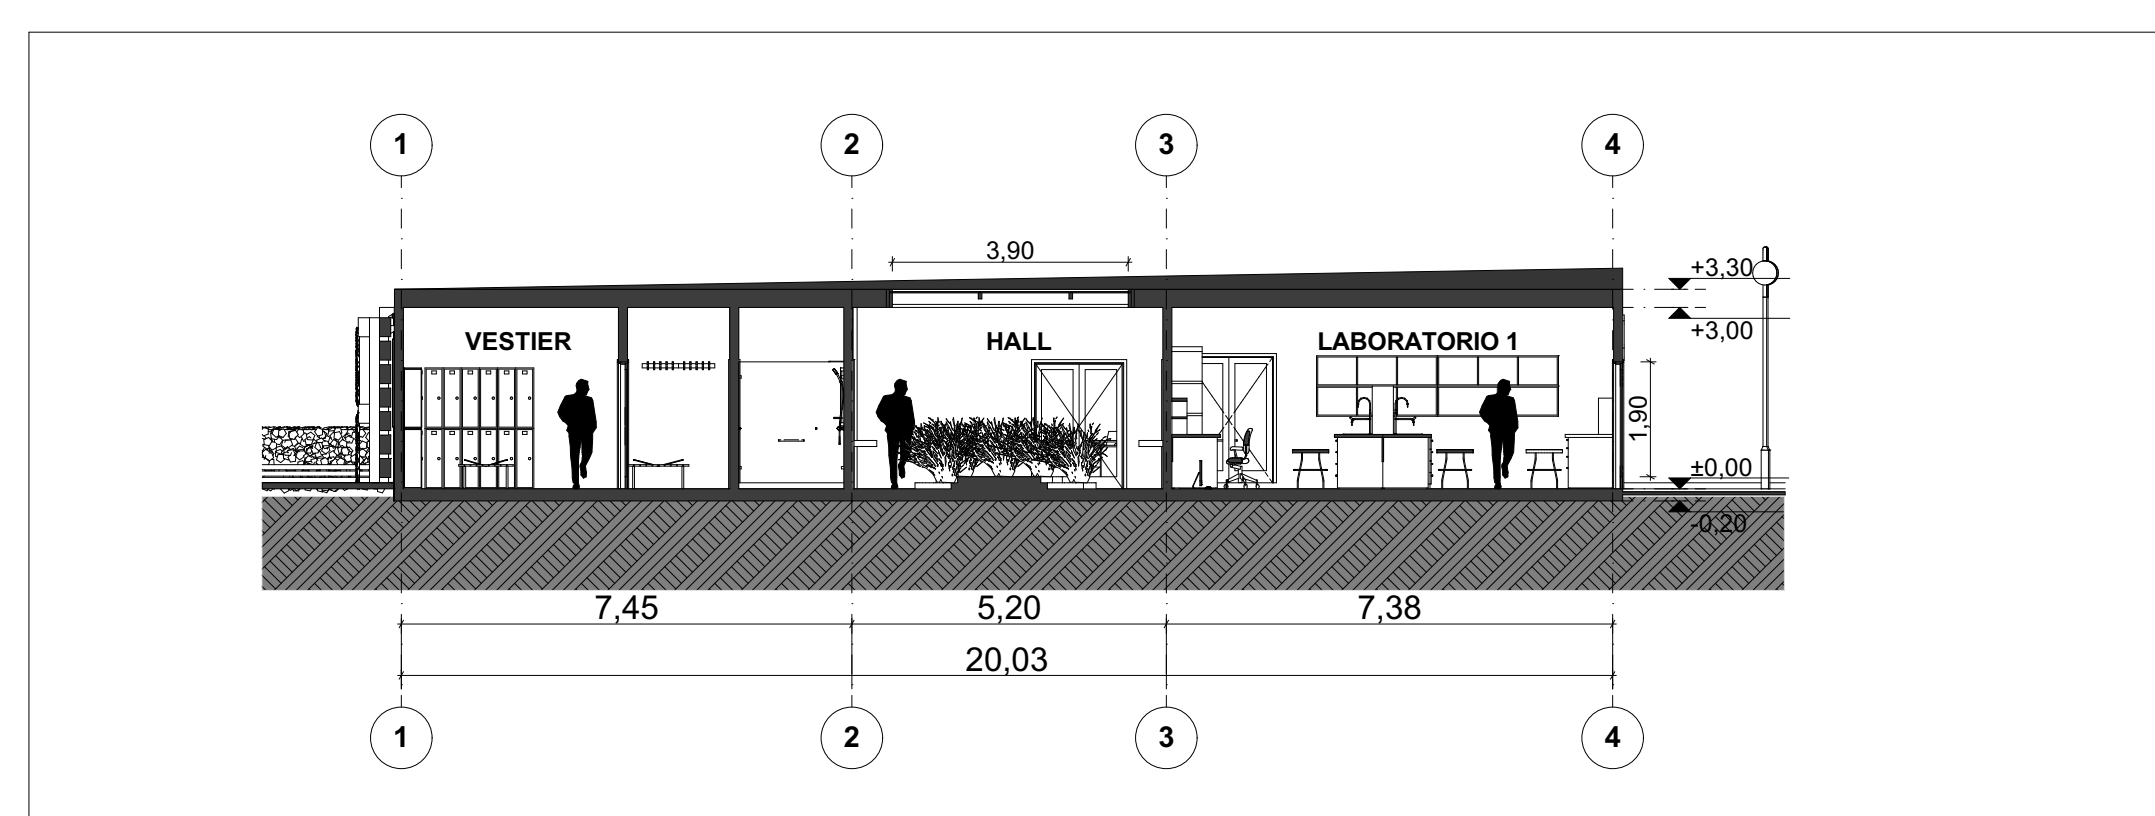 1 2 3 4
3,90
+3,30
+3,00
VESTIER HALL LABORATORIO 1
1,90
±0,00
-0,20
7,45 5,20 7,38
20,03
1 2 3 4